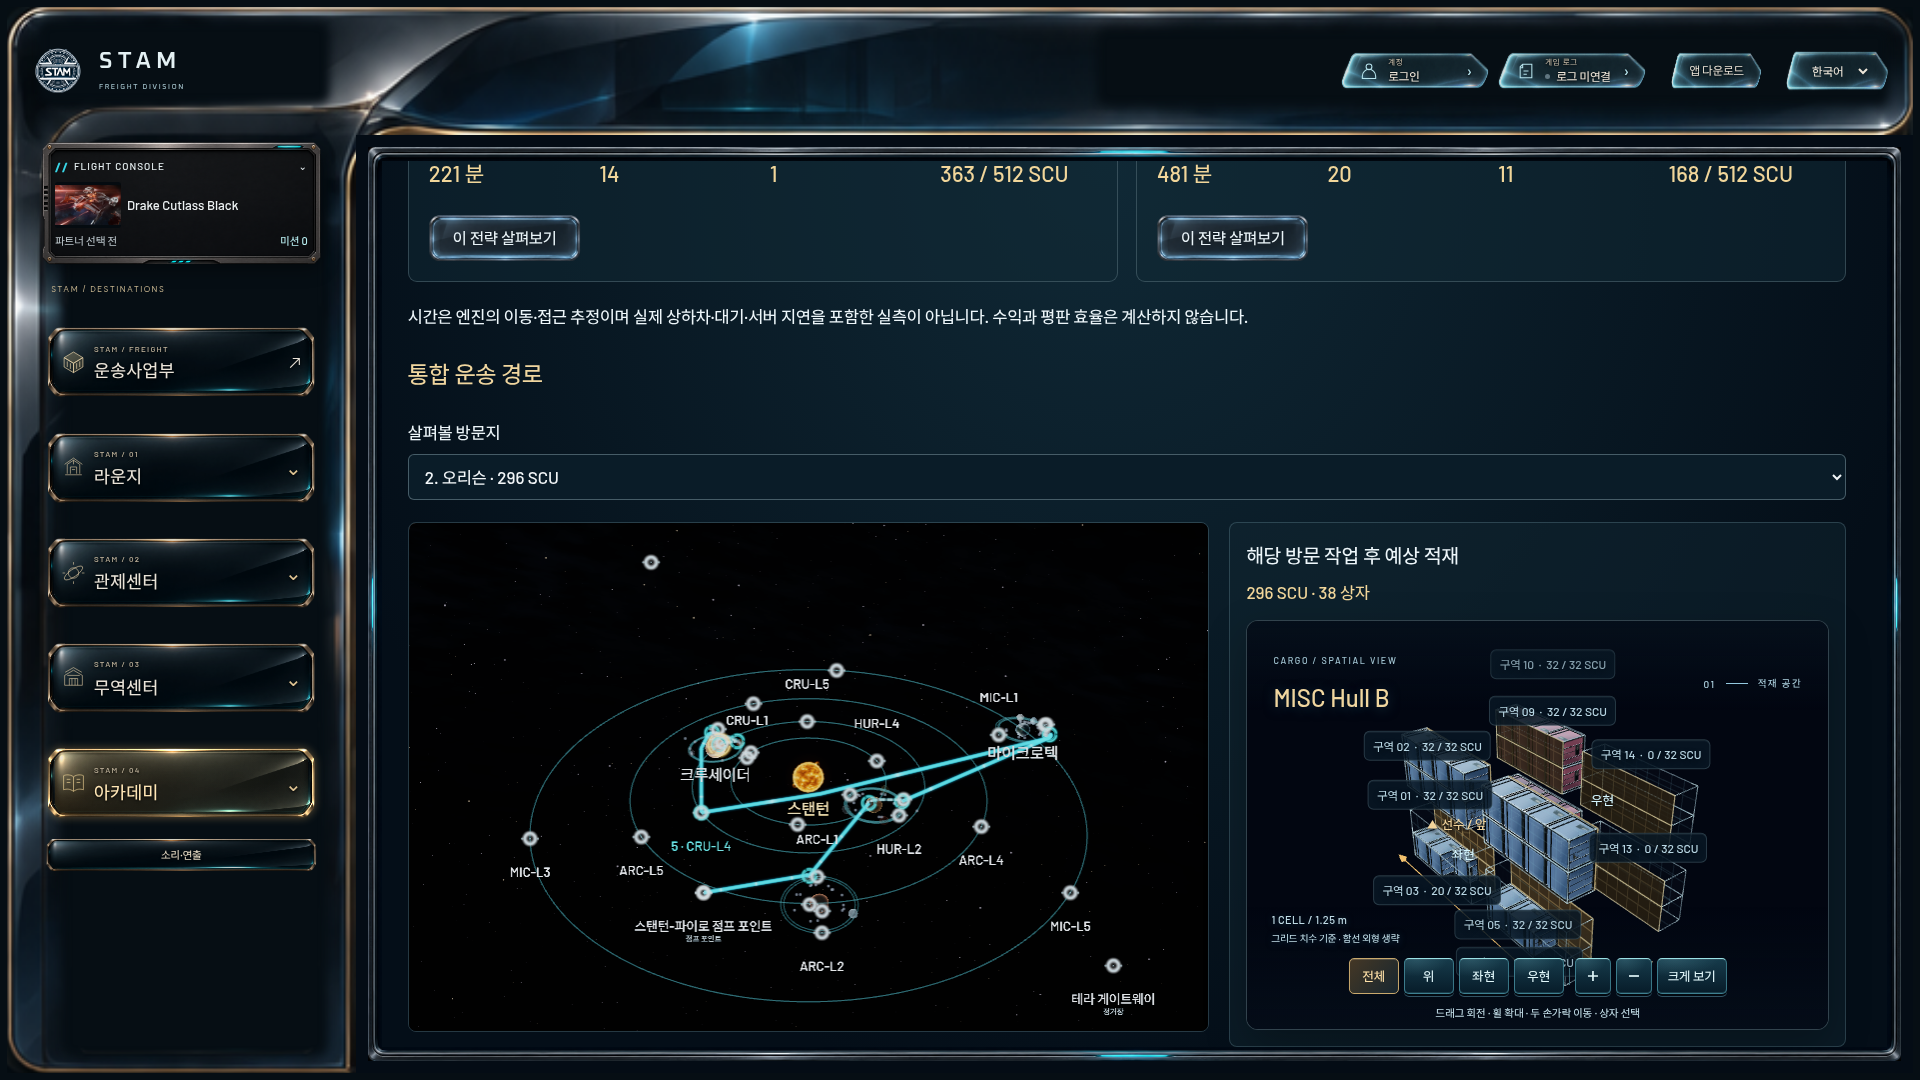 STAM
FREIGHT DIVISION
STAM
계정
로그인
게임 로그
로그 미연결
앱 다운로드
한국어
// FLIGHT CONSOLE
Drake Cutlass Black
파트너 선택 전
미션 0
STAM / DESTINATIONS
STAM / FREIGHT
운송사업부
STAM / 01
라운지
STAM / 02
관제센터
STAM / 03
무역센터
STAM / 04
아카데미
소리·연출
221 분
14
1
363 / 512 SCU
이 전략 살펴보기
481 분
20
11
168 / 512 SCU
이 전략 살펴보기
시간은 엔진의 이동·접근 추정이며 실제 상하차·대기·서버 지연을 포함한 실측이 아닙니다. 수익과 평판 효율은 계산하지 않습니다.
통합 운송 경로
살펴볼 방문지
2. 오리슨 · 296 SCU
CRU-L5
MIC-L1
CRU-L1
HUR-L4
마이크로텍
크루세이더
스탠턴
ARC-L1
5 · CRU-L4
HUR-L2
ARC-L4
MIC-L3
ARC-L5
스탠턴-파이로 점프 포인트
점프 포인트
MIC-L5
ARC-L2
테라 게이트웨이
정거장
해당 방문 작업 후 예상 적재
296 SCU · 38 상자
CARGO / SPATIAL VIEW
MISC Hull B
01
적재 공간
구역 10 · 32 / 32 SCU
구역 09 · 32 / 32 SCU
구역 02 · 32 / 32 SCU
구역 14 · 0 / 32 SCU
구역 01 · 32 / 32 SCU
우현
선수 / 앞
좌현
구역 13 · 0 / 32 SCU
구역 03 · 20 / 32 SCU
구역 05 · 32 / 32 SCU
1 CELL / 1.25 m
그리드 치수 기준 · 함선 외형 생략
전체
위
좌현
우현
+
−
크게 보기
드래그 회전 · 휠 확대 · 두 손가락 이동 · 상자 선택